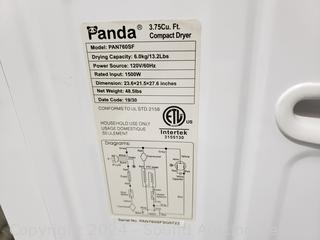 Panda
3.75Cu. Ft.
Compact Dryer
Model: PAN760SF
Drying Capacity: 6.0kg/13.2Lbs
Power Source: 120V/60Hz
Rated Input: 1500W
Dimension: 23.6*21.5*27.6 inches
Net Weight: 48.5lbs
Date Code: 19/30
CONFORMS TO UL STD.2158
HOUSEHOLD USE ONLY
USAGE DOMESTIQUE
SEULEMENT
ETL
Intertek
3155130
Diagrams: